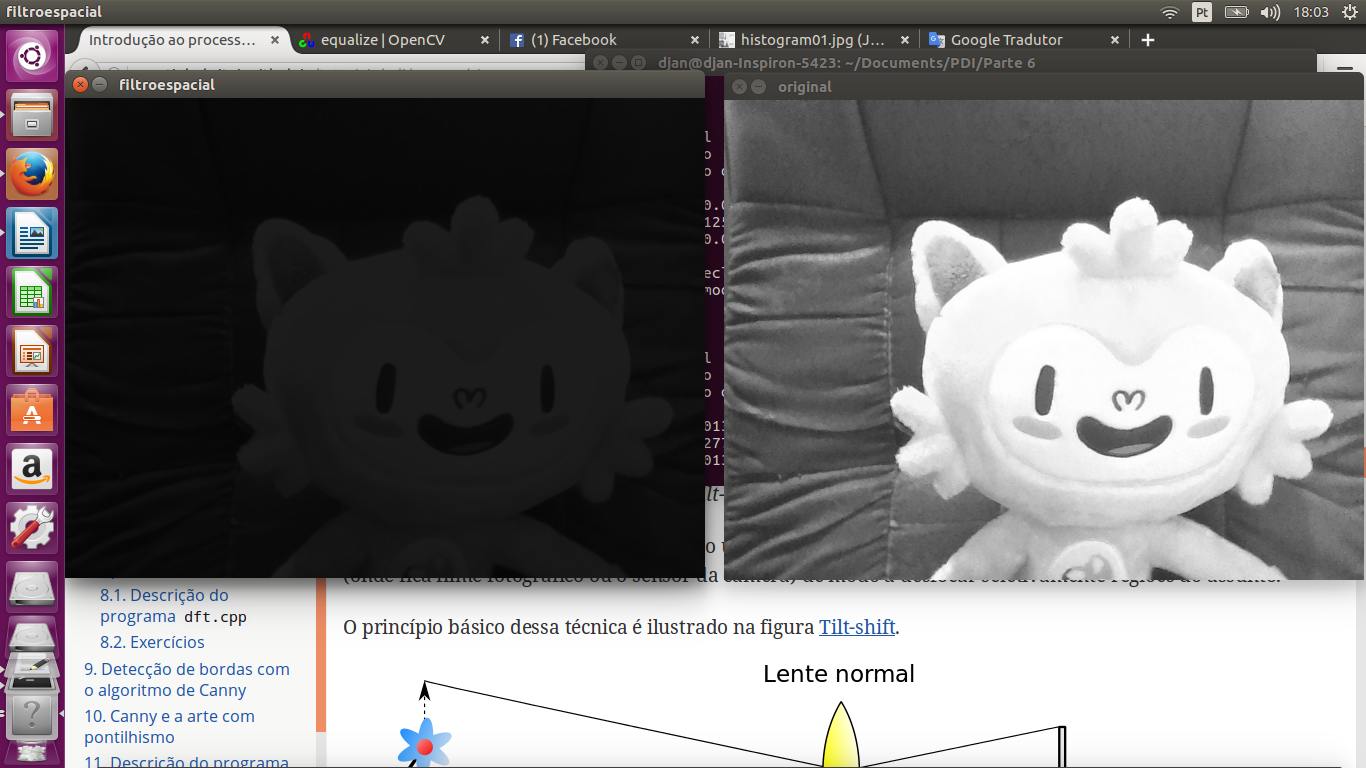 filtroespacial
Pt
18:03
Introdução ao process...
equalize | OpenCV
(1) Facebook
histogram01.jpg (J...
Google Tradutor
djan@djan-Inspiron-5423: ~/Documents/PDI/Parte 6
filtroespacial
original
8.1. Descrição do
programa dft.cpp
8.2. Exercícios
9. Detecção de bordas com
o algoritmo de Canny
10. Canny e a arte com
pontilhismo
11. Descrição do programa
O princípio básico dessa técnica é ilustrado na figura Tilt-shift.
Lente normal